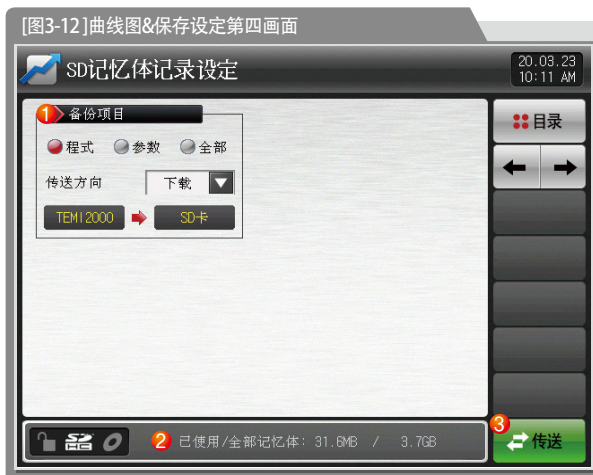 [图3-12]曲线图&保存设定第四画面
SD记忆体记录设定
20.03.23
10:11 AM
1 备份项目
程式 参数 全部
传送方向 下载
TEMI2000 SD卡
目录
2 已使用/全部记忆体: 31.6MB / 3.7GB
3
传送